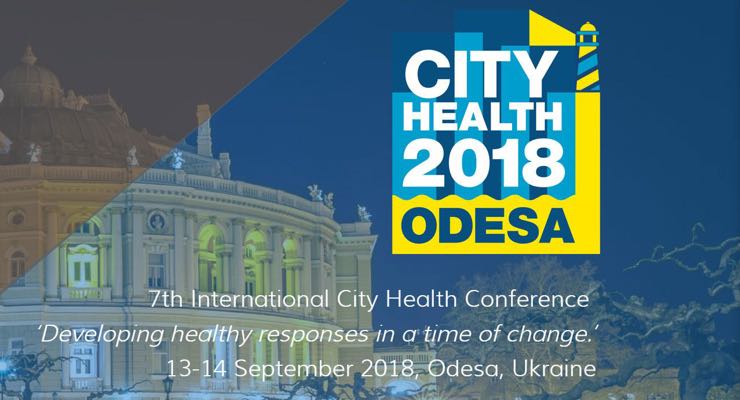 CITY
HEALTH
2018
ODESA
7th International City Health Conference
‘Developing healthy responses in a time of change.’
13-14 September 2018, Odesa, Ukraine